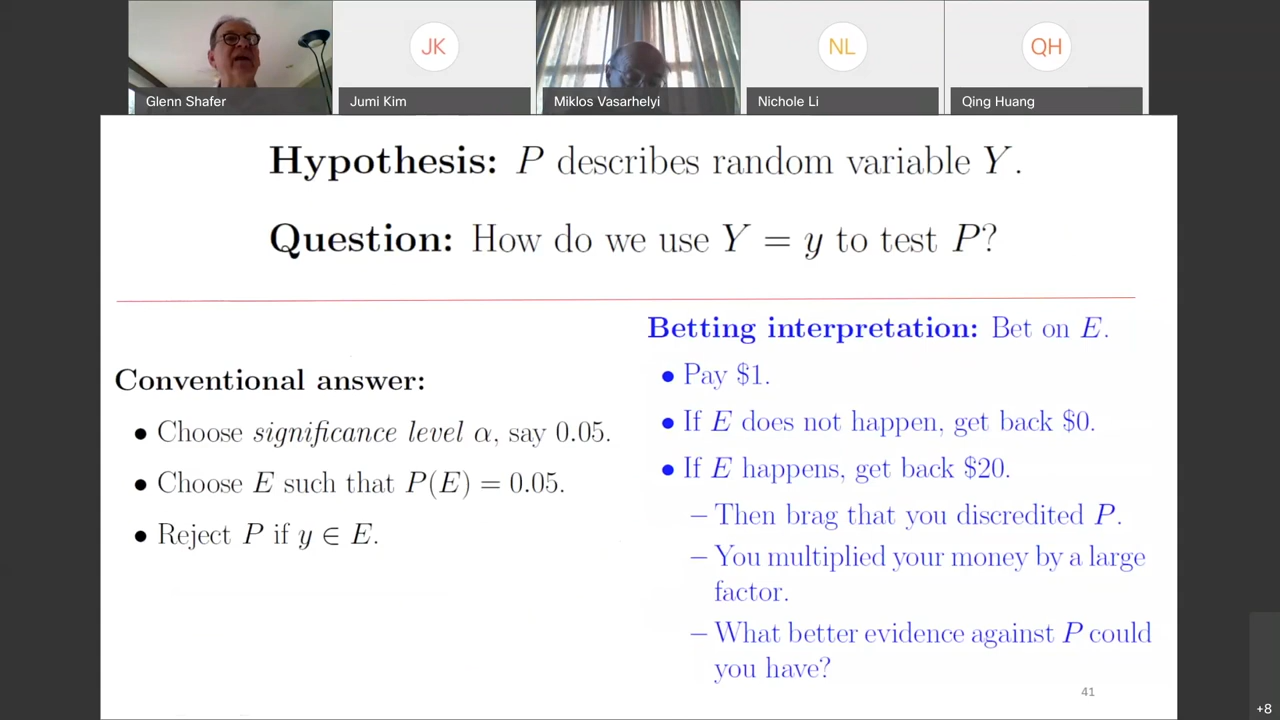 JK
NL
QH
Glenn Shafer
Jumi Kim
Miklos Vasarhelyi
Nichole Li
Qing Huang
Hypothesis: P describes random variable Y.
Question: How do we use Y = y to test P?
Conventional answer:
• Choose significance level α, say 0.05.
• Choose E such that P(E) = 0.05.
• Reject P if y ∈ E.
Betting interpretation: Bet on E.
• Pay $1.
• If E does not happen, get back $0.
• If E happens, get back $20.
– Then brag that you discredited P.
– You multiplied your money by a large
factor.
– What better evidence against P could
you have?
41
+8